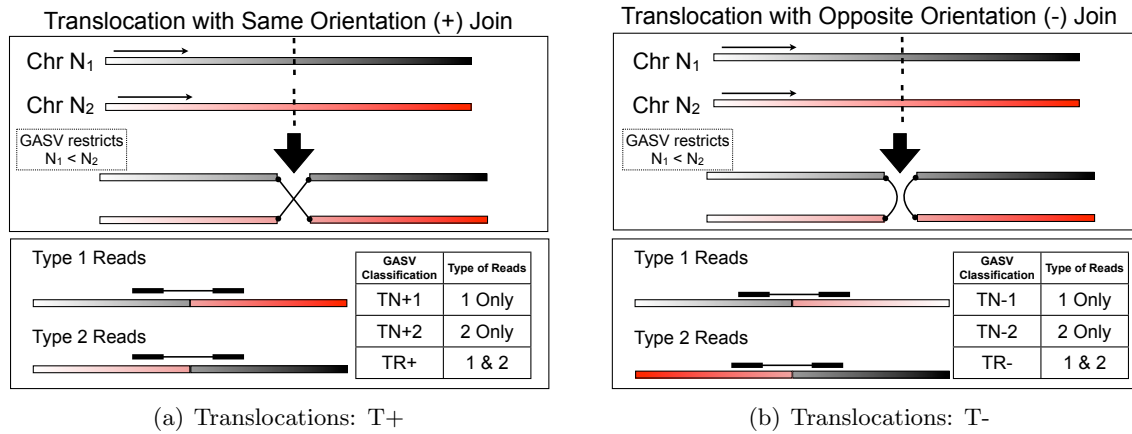 Translocation with Same Orientation (+) Join
Chr N1
Chr N2
GASV restricts
N1 < N2
Type 1 Reads
Type 2 Reads
GASV Classification | Type of Reads
TN+1 | 1 Only
TN+2 | 2 Only
TR+ | 1 & 2
(a) Translocations: T+
Translocation with Opposite Orientation (-) Join
Chr N1
Chr N2
GASV restricts
N1 < N2
Type 1 Reads
Type 2 Reads
GASV Classification | Type of Reads
TN-1 | 1 Only
TN-2 | 2 Only
TR- | 1 & 2
(b) Translocations: T-